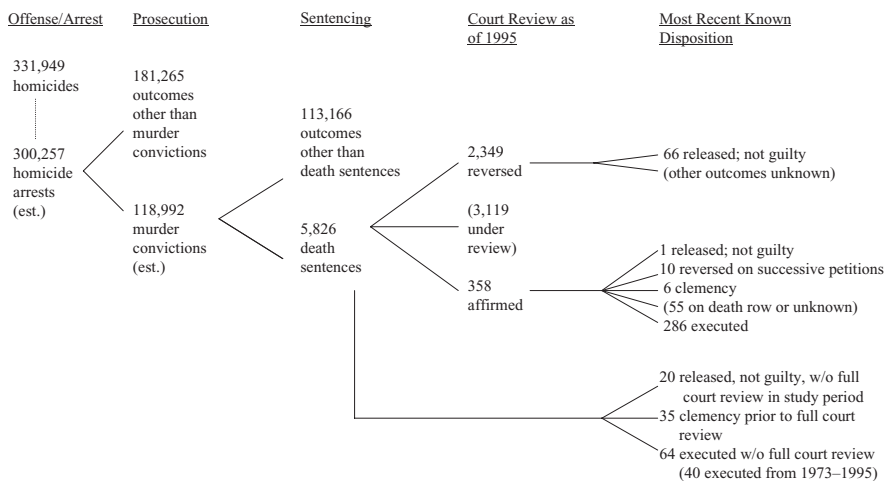 Offense/Arrest
Prosecution
Sentencing
Court Review as
of 1995
Most Recent Known
Disposition
331,949
homicides
300,257
homicide
arrests
(est.)
181,265
outcomes
other than
murder
convictions
118,992
murder
convictions
(est.)
113,166
outcomes
other than
death sentences
5,826
death
sentences
2,349
reversed
(3,119
under
review)
358
affirmed
66 released; not guilty
(other outcomes unknown)
1 released; not guilty
10 reversed on successive petitions
6 clemency
(55 on death row or unknown)
286 executed
20 released, not guilty, w/o full
court review in study period
35 clemency prior to full court
review
64 executed w/o full court review
(40 executed from 1973–1995)